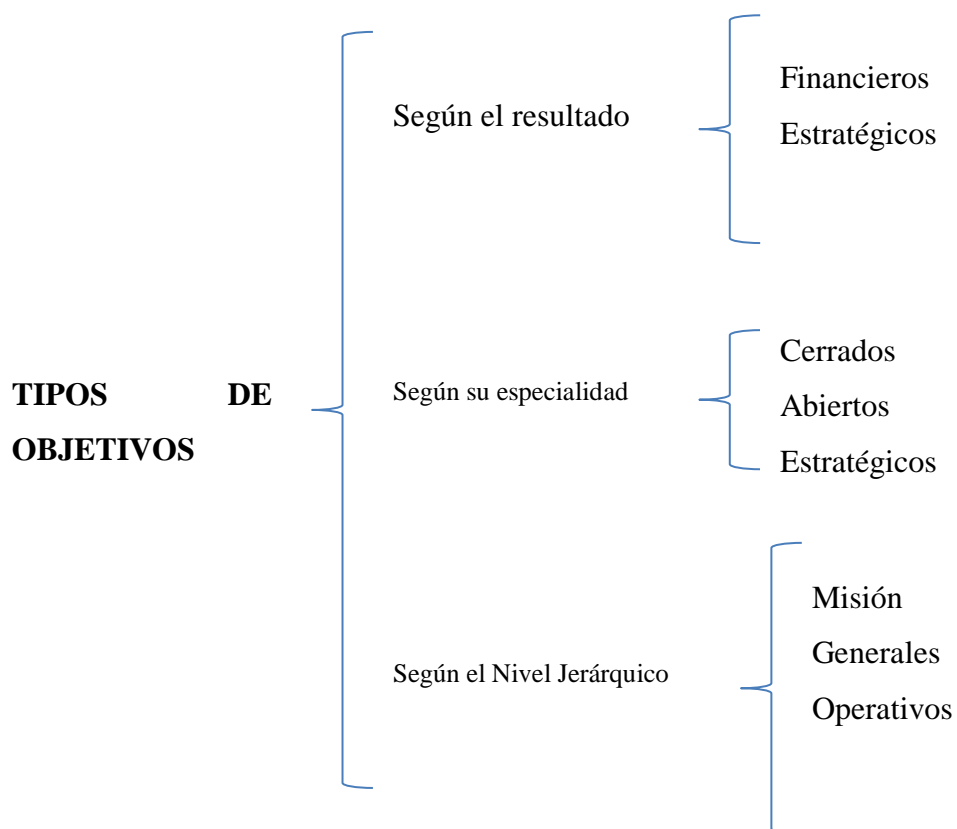 TIPOS DE
OBJETIVOS
Según el resultado
Financieros
Estratégicos
Según su especialidad
Cerrados
Abiertos
Estratégicos
Según el Nivel Jerárquico
Misión
Generales
Operativos